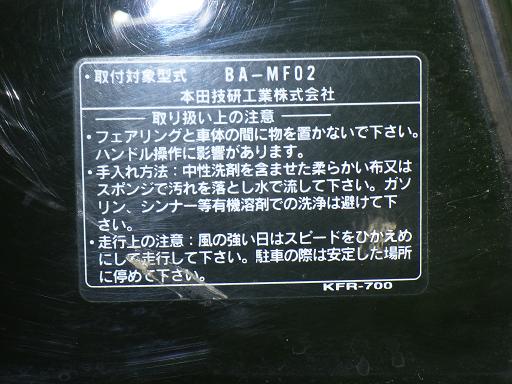 ・取付対象型式 BA-MF02
本田技研工業株式会社
取り扱い上の注意
・フェアリングと車体の間に物を置かないで下さい。
ハンドル操作に影響があります。
・手入れ方法：中性洗剤を含ませた柔らかい布又は
スポンジで汚れを落とし水で流して下さい。ガソ
リン、シンナー等有機溶剤での洗浄は避けて下
さい。
・走行上の注意：風の強い日はスピードをひかえめ
にして走行して下さい。駐車の際は安定した場所
に停めて下さい。
KFR-700